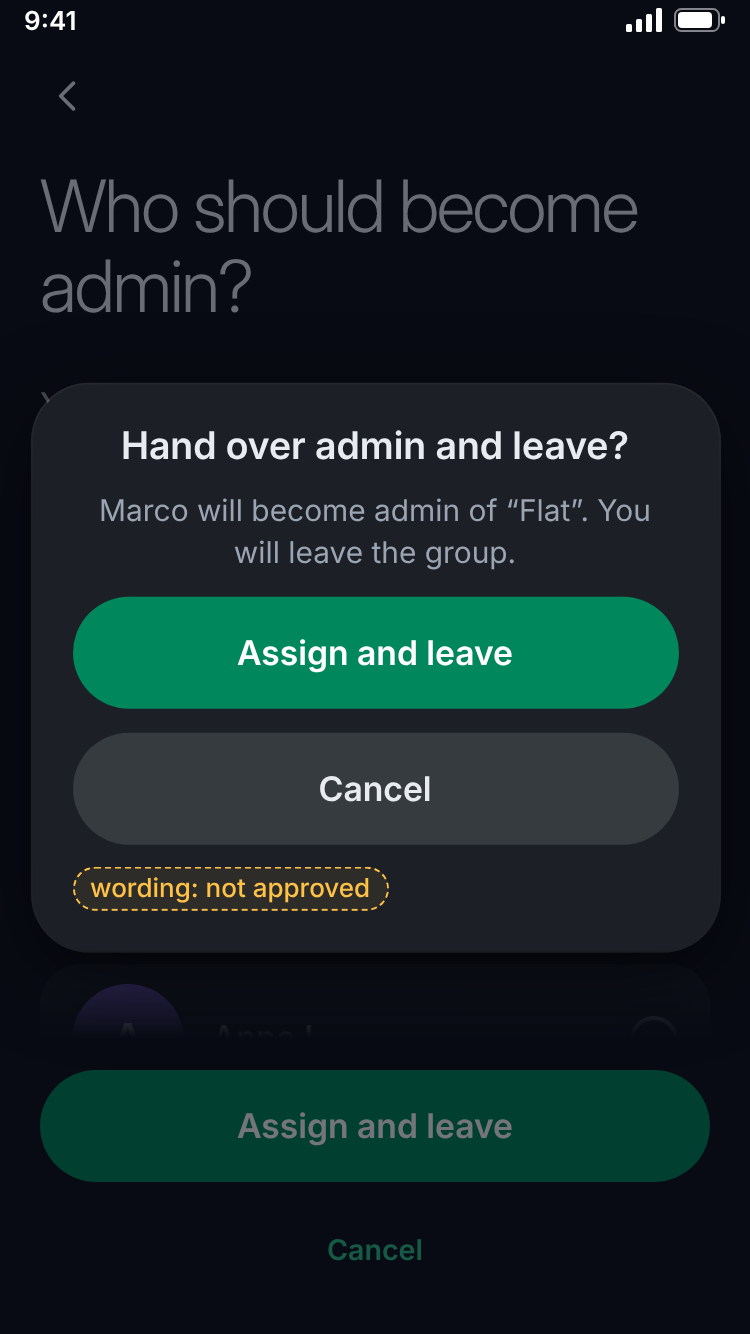 9:41
Who should become
admin?
Hand over admin and leave?
Marco will become admin of “Flat”. You
will leave the group.
Assign and leave
Cancel
wording: not approved
Assign and leave
Cancel